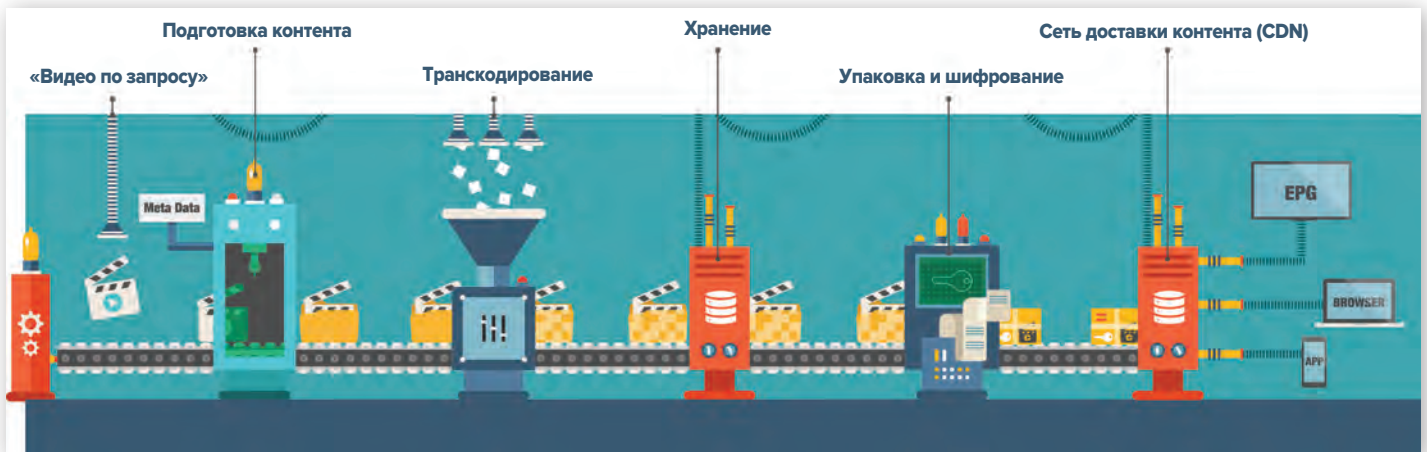 Подготовка контента
Хранение
Сеть доставки контента (CDN)
«Видео по запросу»
Транскодирование
Упаковка и шифрование
Meta Data
EPG
BROWSER
APP